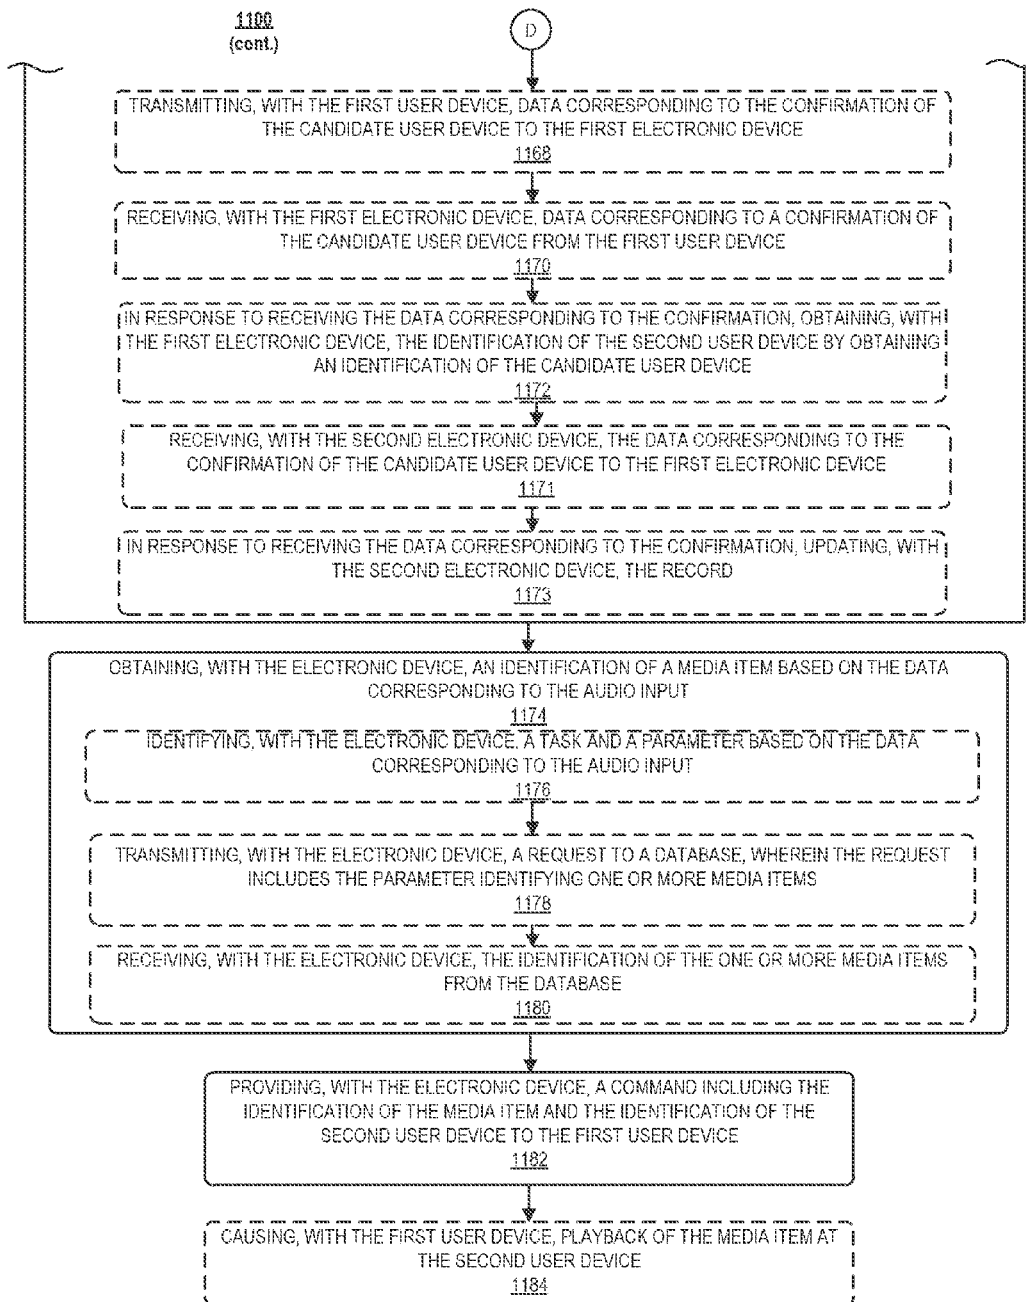 1100
(cont.)
D
TRANSMITTING, WITH THE FIRST USER DEVICE, DATA CORRESPONDING TO THE CONFIRMATION OF
THE CANDIDATE USER DEVICE TO THE FIRST ELECTRONIC DEVICE
1168
RECEIVING, WITH THE FIRST ELECTRONIC DEVICE, DATA CORRESPONDING TO A CONFIRMATION OF
THE CANDIDATE USER DEVICE FROM THE FIRST USER DEVICE
1170
IN RESPONSE TO RECEIVING THE DATA CORRESPONDING TO THE CONFIRMATION, OBTAINING, WITH
THE FIRST ELECTRONIC DEVICE, THE IDENTIFICATION OF THE SECOND USER DEVICE BY OBTAINING
AN IDENTIFICATION OF THE CANDIDATE USER DEVICE
1172
RECEIVING, WITH THE SECOND ELECTRONIC DEVICE, THE DATA CORRESPONDING TO THE
CONFIRMATION OF THE CANDIDATE USER DEVICE TO THE FIRST ELECTRONIC DEVICE
1171
IN RESPONSE TO RECEIVING THE DATA CORRESPONDING TO THE CONFIRMATION, UPDATING, WITH
THE SECOND ELECTRONIC DEVICE, THE RECORD
1173
OBTAINING, WITH THE ELECTRONIC DEVICE, AN IDENTIFICATION OF A MEDIA ITEM BASED ON THE DATA
CORRESPONDING TO THE AUDIO INPUT
1174
IDENTIFYING, WITH THE ELECTRONIC DEVICE, A TASK AND A PARAMETER BASED ON THE DATA
CORRESPONDING TO THE AUDIO INPUT
1176
TRANSMITTING, WITH THE ELECTRONIC DEVICE, A REQUEST TO A DATABASE, WHEREIN THE REQUEST
INCLUDES THE PARAMETER IDENTIFYING ONE OR MORE MEDIA ITEMS
1178
RECEIVING, WITH THE ELECTRONIC DEVICE, THE IDENTIFICATION OF THE ONE OR MORE MEDIA ITEMS
FROM THE DATABASE
1180
PROVIDING, WITH THE ELECTRONIC DEVICE, A COMMAND INCLUDING THE
IDENTIFICATION OF THE MEDIA ITEM AND THE IDENTIFICATION OF THE
SECOND USER DEVICE TO THE FIRST USER DEVICE
1182
CAUSING, WITH THE FIRST USER DEVICE, PLAYBACK OF THE MEDIA ITEM AT
THE SECOND USER DEVICE
1184